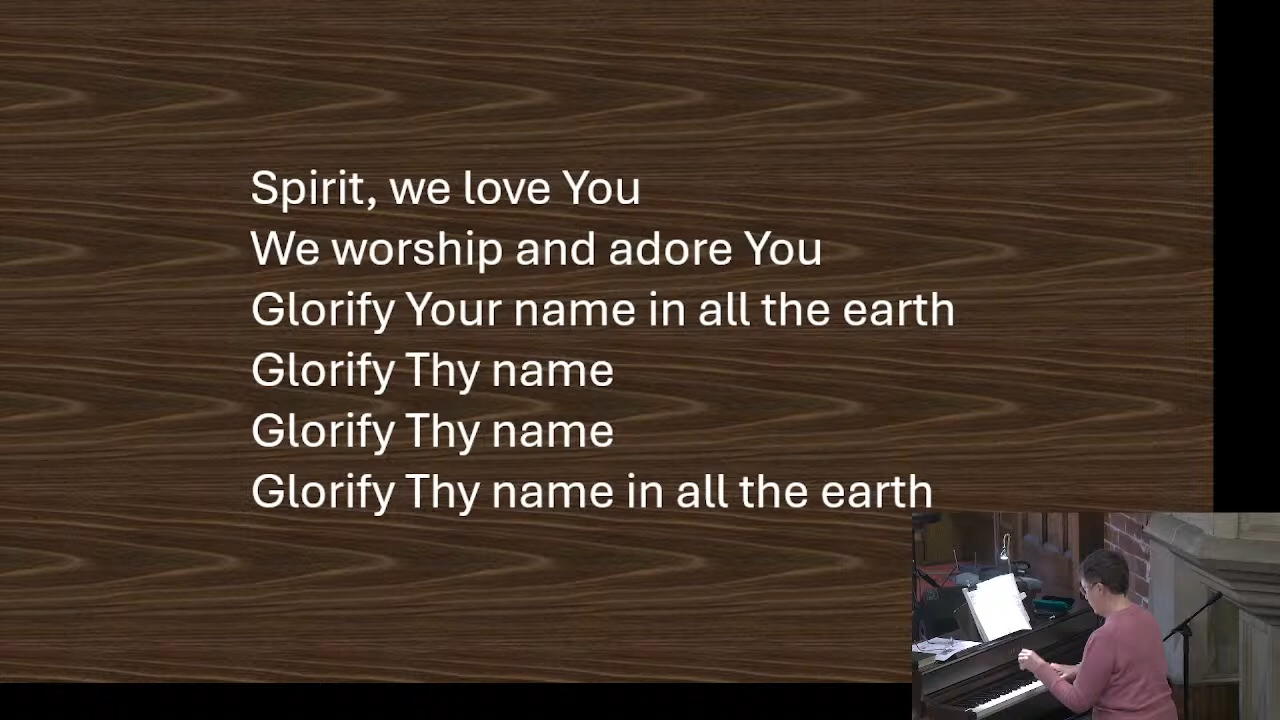 Spirit, we love You
We worship and adore You
Glorify Your name in all the earth
Glorify Thy name
Glorify Thy name
Glorify Thy name in all the earth